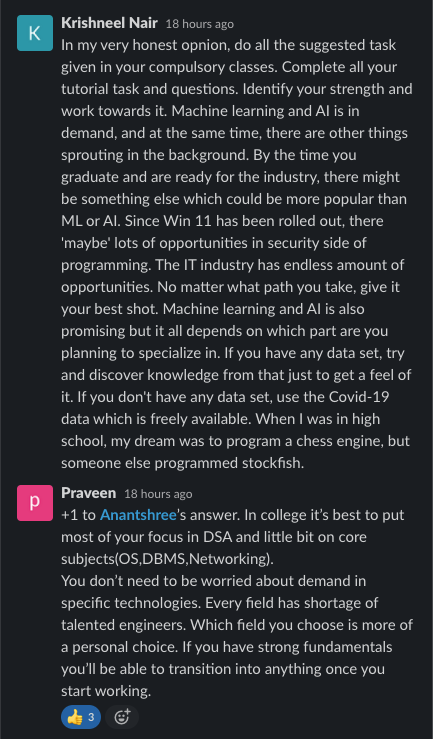 K
Krishneel Nair 18 hours ago
In my very honest opnion, do all the suggested task
given in your compulsory classes. Complete all your
tutorial task and questions. Identify your strength and
work towards it. Machine learning and AI is in
demand, and at the same time, there are other things
sprouting in the background. By the time you
graduate and are ready for the industry, there might
be something else which could be more popular than
ML or AI. Since Win 11 has been rolled out, there
'maybe' lots of opportunities in security side of
programming. The IT industry has endless amount of
opportunities. No matter what path you take, give it
your best shot. Machine learning and AI is also
promising but it all depends on which part are you
planning to specialize in. If you have any data set, try
and discover knowledge from that just to get a feel of
it. If you don't have any data set, use the Covid-19
data which is freely available. When I was in high
school, my dream was to program a chess engine, but
someone else programmed stockfish.
p
Praveen 18 hours ago
+1 to Anantshree's answer. In college it's best to put
most of your focus in DSA and little bit on core
subjects(OS,DBMS,Networking).
You don't need to be worried about demand in
specific technologies. Every field has shortage of
talented engineers. Which field you choose is more of
a personal choice. If you have strong fundamentals
you'll be able to transition into anything once you
start working.
3